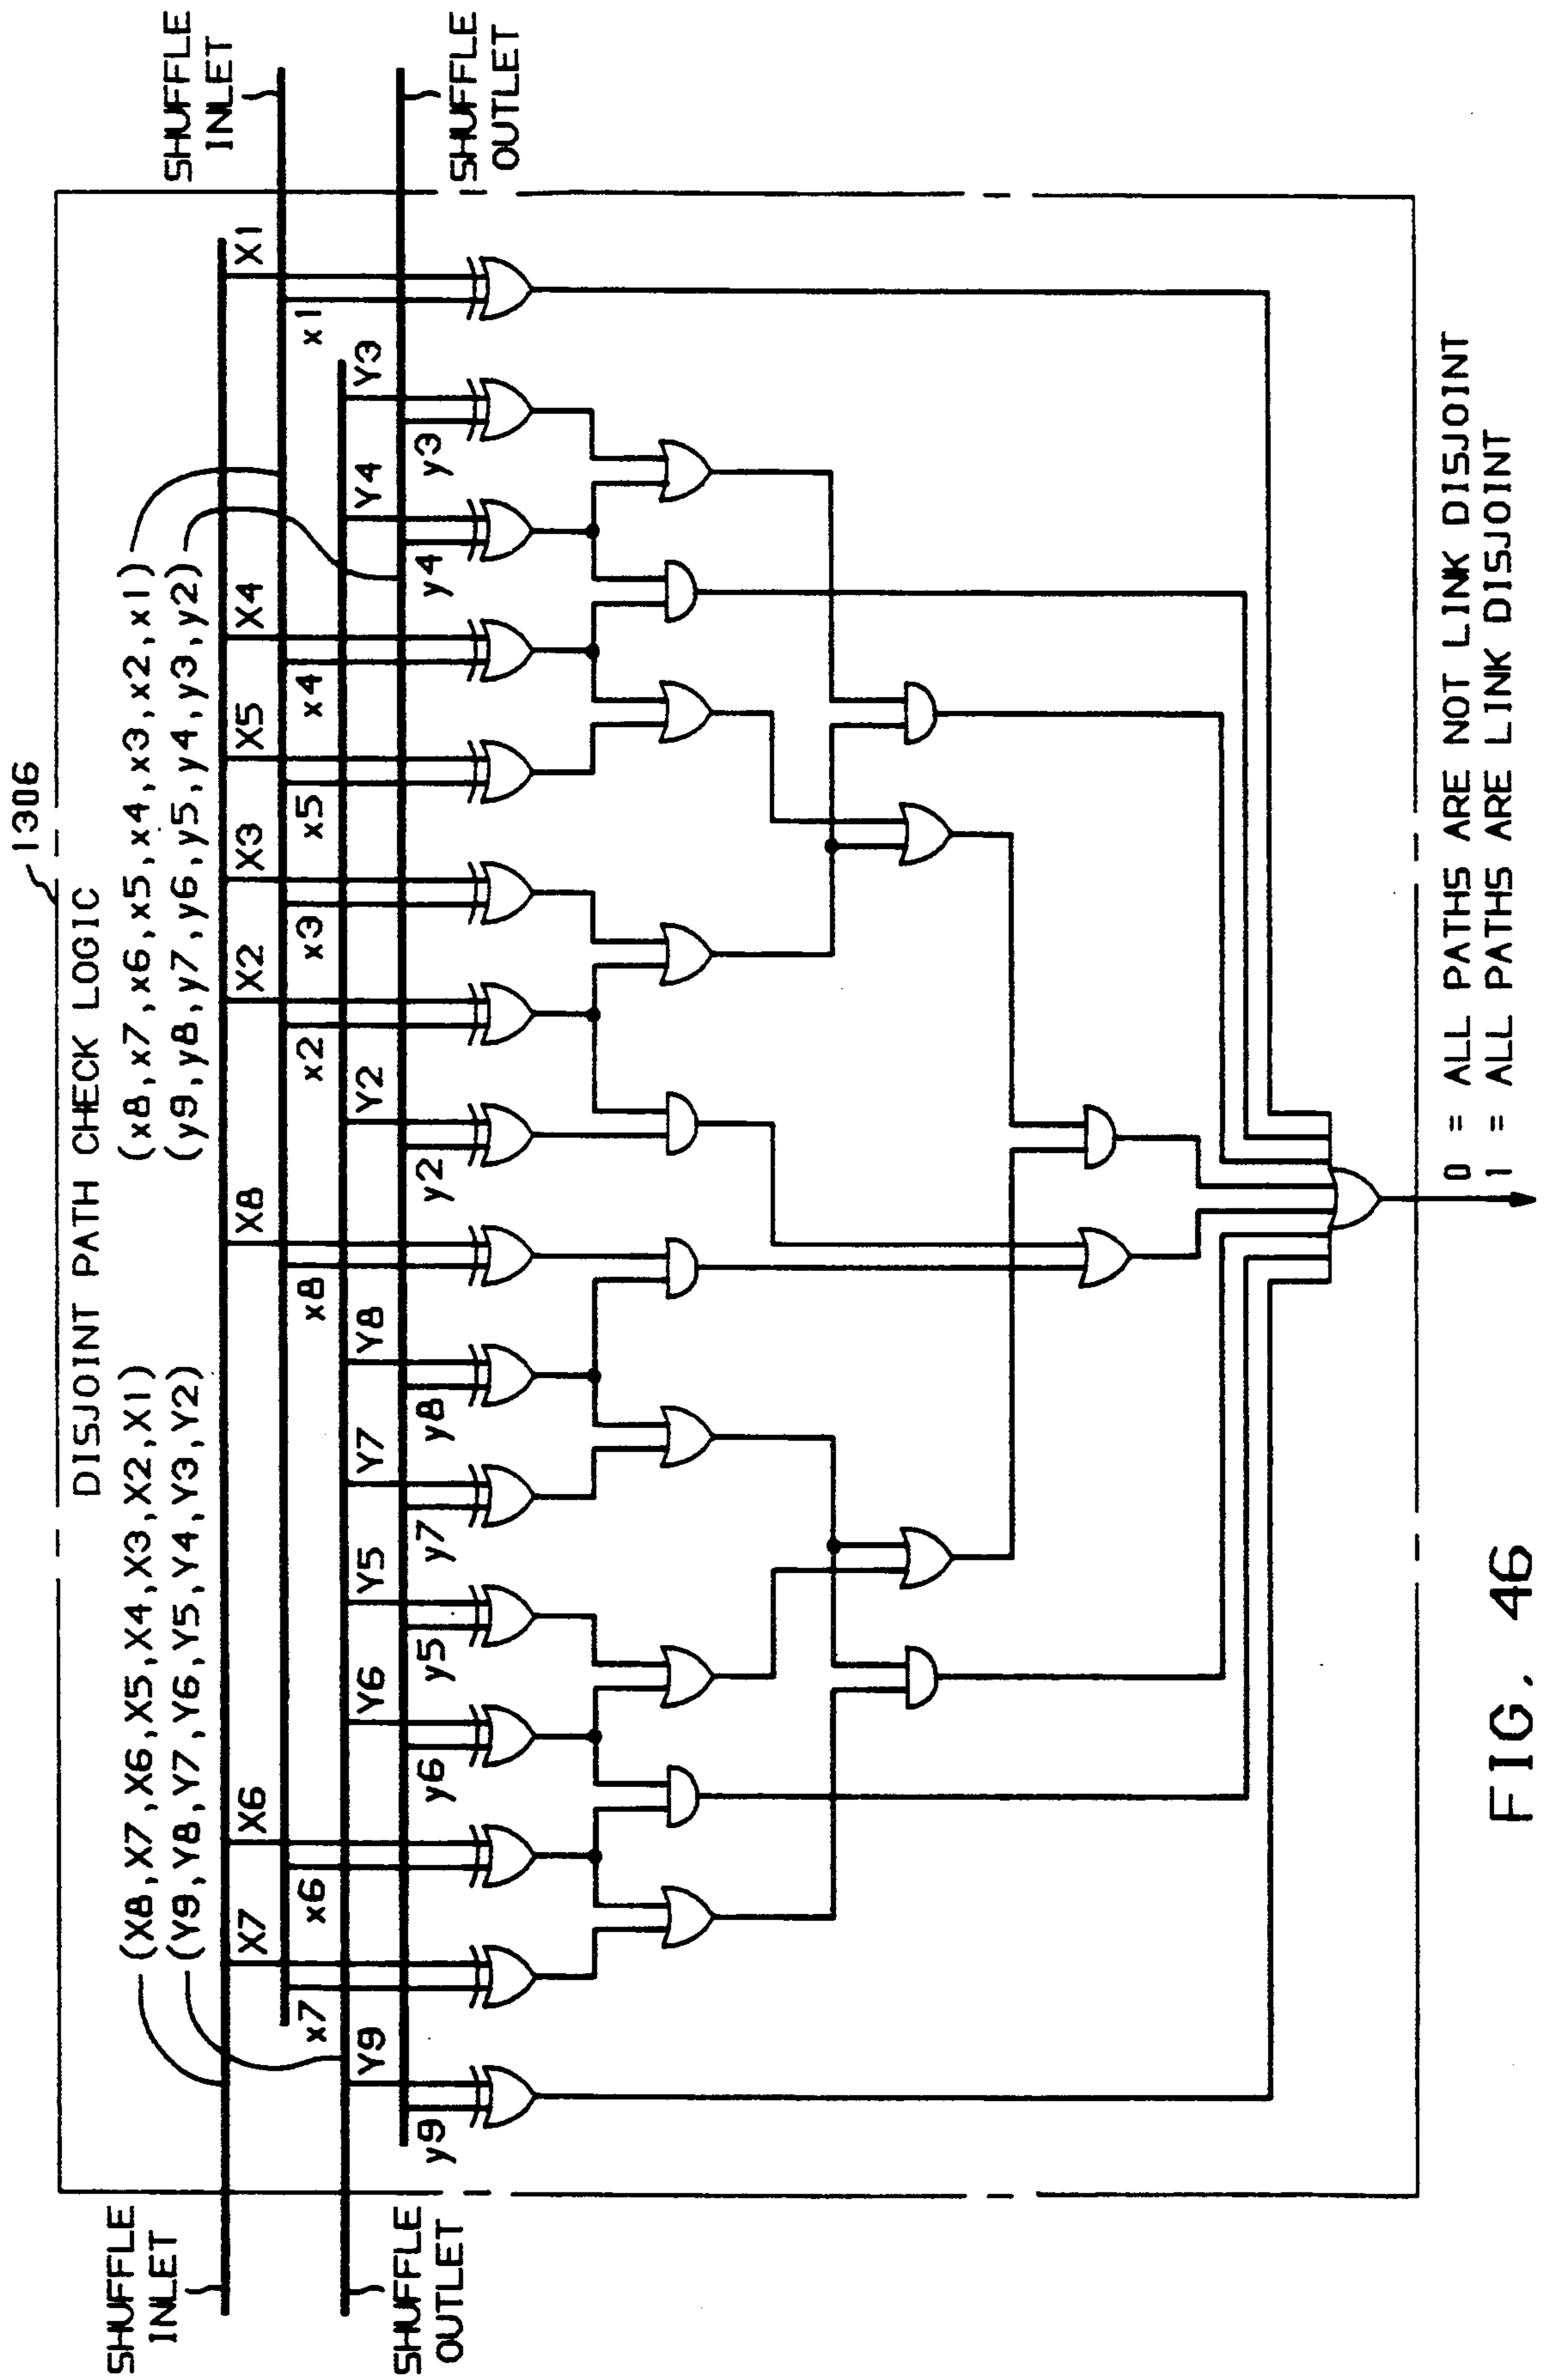 1306
DISJOINT PATH CHECK LOGIC
SHUFFLE
INLET
(X8,X7,X6,X5,X4,X3,X2,X1)
(Y9,Y8,Y7,Y6,Y5,Y4,Y3,Y2)
(x8,x7,x6,x5,x4,x3,x2,x1)
(y9,y8,y7,y6,y5,y4,y3,y2)
SHUFFLE
INLET
X7
X6
X8
X2
X3
X5
X4
X1
x7
x6
x8
x2
x3
x5
x4
x1
Y9
Y6
Y5
Y7
Y8
Y2
Y4
Y3
y9
y6
y5
y7
y8
y2
y4
y3
SHUFFLE
OUTLET
SHUFFLE
OUTLET
0 = ALL PATHS ARE NOT LINK DISJOINT
1 = ALL PATHS ARE LINK DISJOINT
FIG. 46